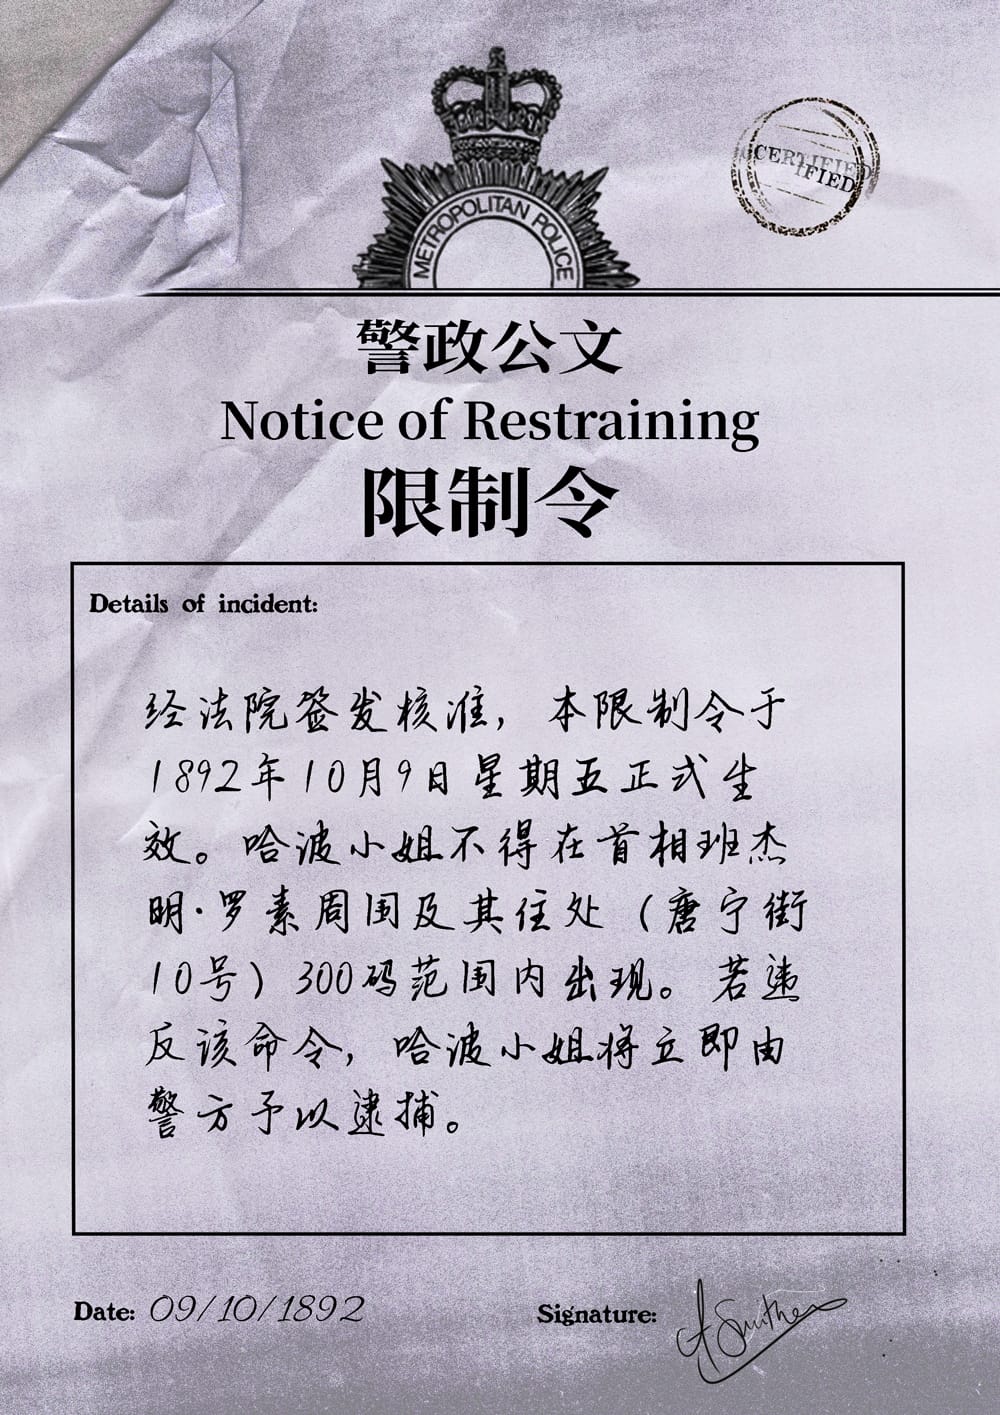 METROPOLITAN POLICE
CERTIFIED
CERTIFIED
警政公文
Notice of Restraining
限制令
Details of incident:
经法院签发核准，本限制令于
1892年10月9日星期五正式生
效。哈波小姐不得在首相班杰
明·罗素周围及其住处（唐宁街
10号）300码范围内出现。若违
反该命令，哈波小姐将立即由
警方予以逮捕。
Date: 09/10/1892
Signature: